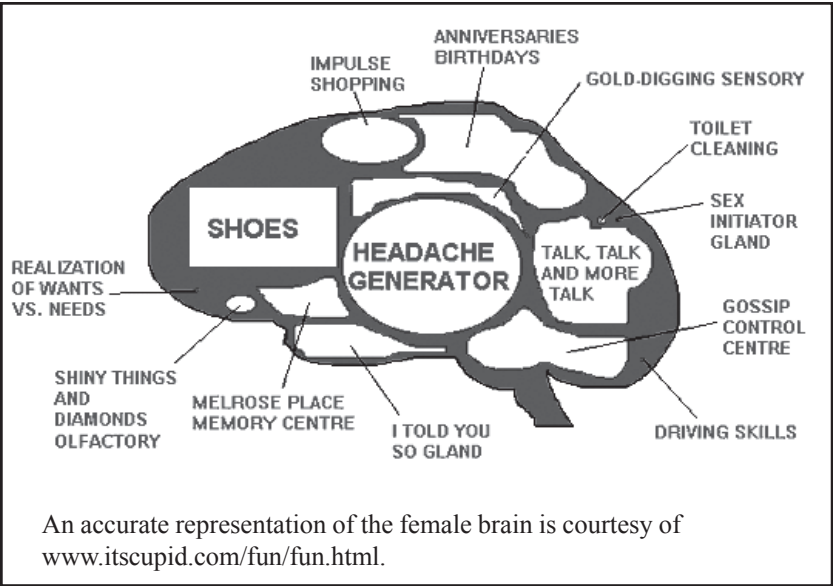 ANNIVERSARIES
BIRTHDAYS
IMPULSE
SHOPPING
GOLD-DIGGING SENSORY
TOILET
CLEANING
SEX
INITIATOR
GLAND
SHOES
HEADACHE
GENERATOR
TALK, TALK
AND MORE
TALK
REALIZATION
OF WANTS
VS. NEEDS
GOSSIP
CONTROL
CENTRE
SHINY THINGS
AND
DIAMONDS
OLFACTORY
MELROSE PLACE
MEMORY CENTRE
I TOLD YOU
SO GLAND
DRIVING SKILLS
An accurate representation of the female brain is courtesy of
www.itscupid.com/fun/fun.html.